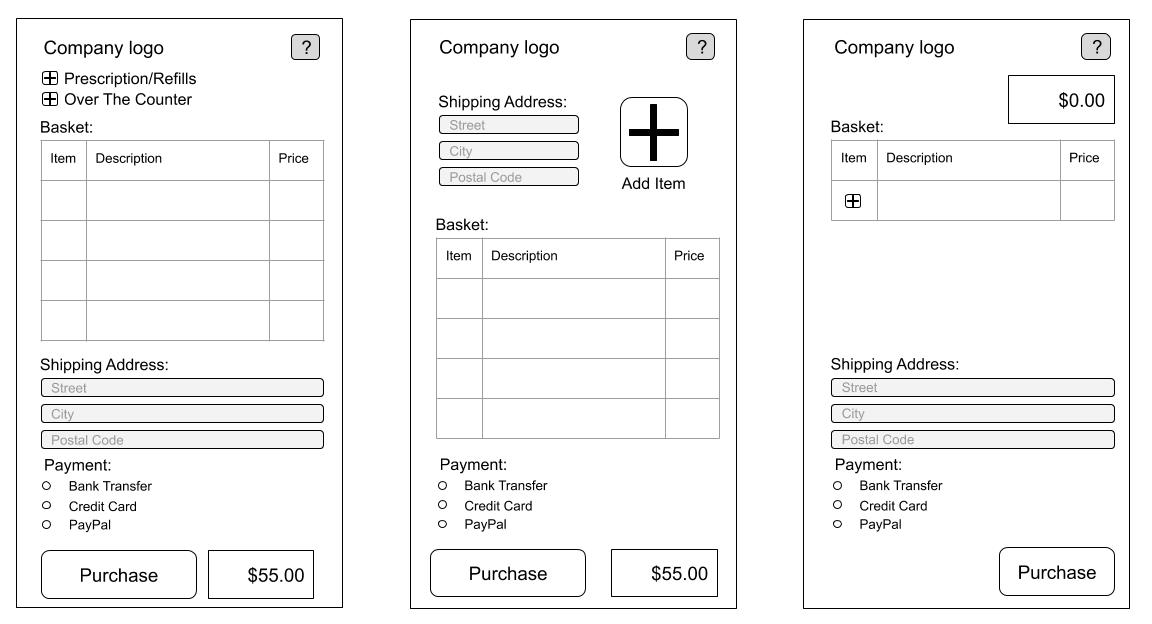 Company logo ?
Prescription/Refills
Over The Counter
Basket:
Item Description Price
Shipping Address:
Street
City
Postal Code
Payment:
Bank Transfer
Credit Card
PayPal
Purchase $55.00
Company logo ?
Shipping Address:
Street
City
Postal Code
Add Item
Basket:
Item Description Price
Payment:
Bank Transfer
Credit Card
PayPal
Purchase $55.00
Company logo ?
$0.00
Basket:
Item Description Price
Shipping Address:
Street
City
Postal Code
Payment:
Bank Transfer
Credit Card
PayPal
Purchase